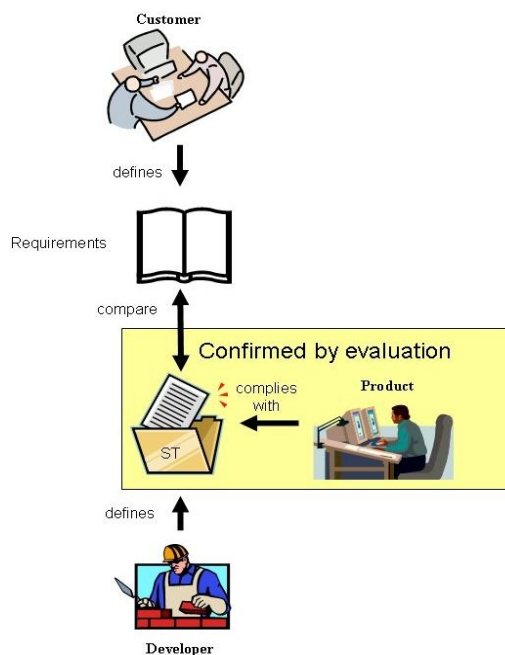 Customer
defines
Requirements
compare
Confirmed by evaluation
complies
with
Product
ST
defines
Developer